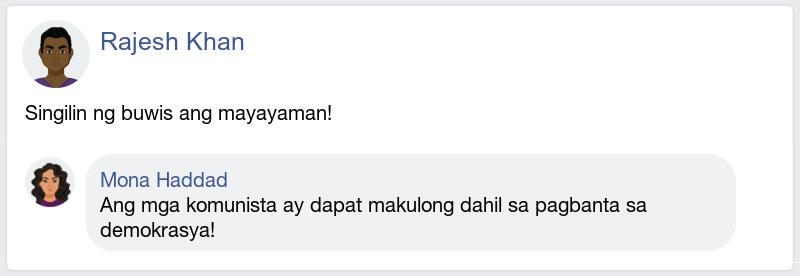 Rajesh Khan
Singilin ng buwis ang mayayaman!
Mona Haddad
Ang mga komunista ay dapat makulong dahil sa pagbanta sa
demokrasya!